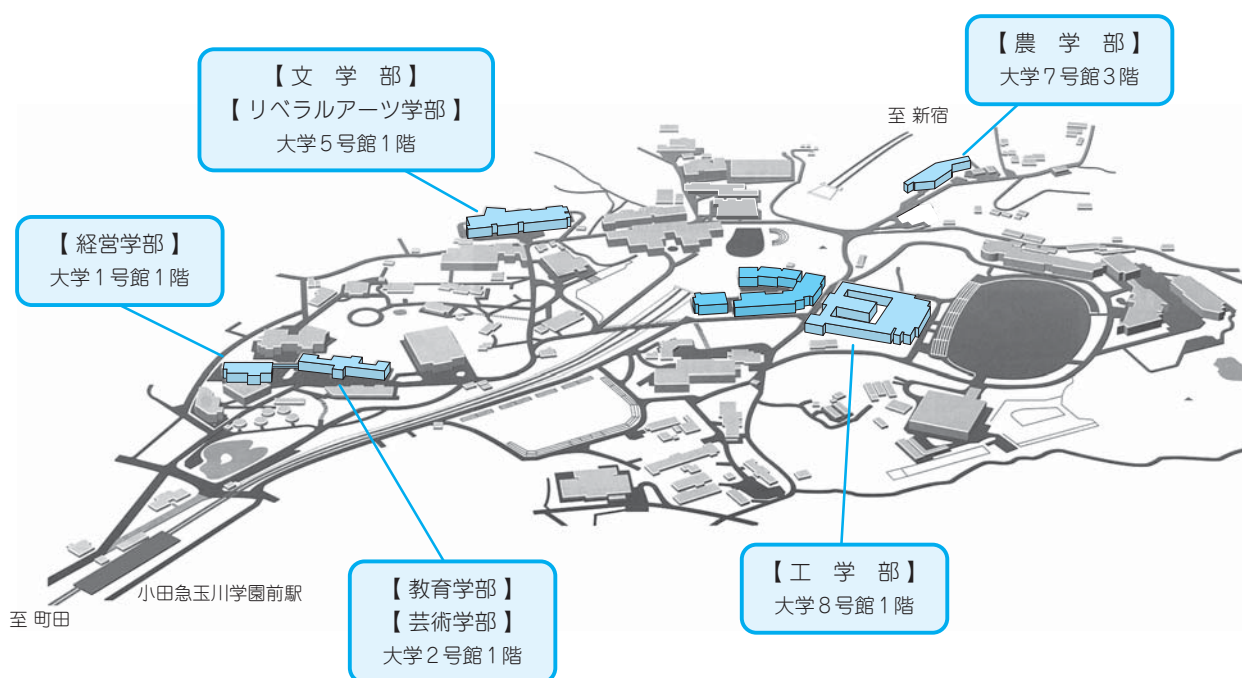 【 農　学　部 】
大学７号館３階
【 文　学　部 】
【 リベラルアーツ学部 】
大学５号館１階
至 新宿
【 経営学部 】
大学１号館１階
【 工　学　部 】
大学８号館１階
【 教育学部 】
【 芸術学部 】
大学２号館１階
小田急玉川学園前駅
至 町田